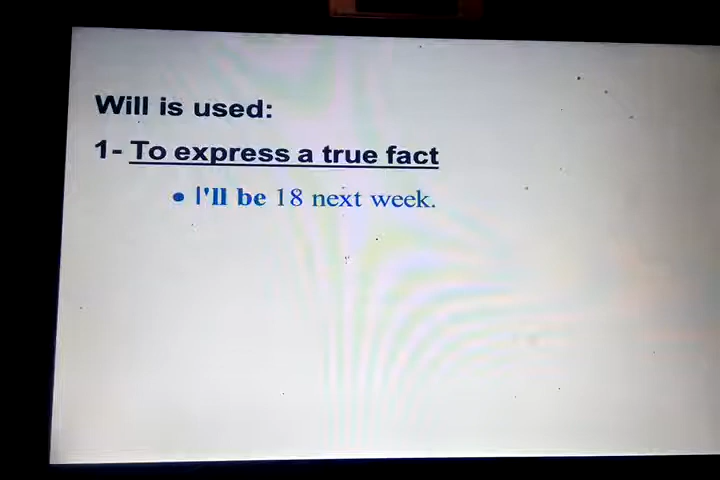 Will is used:
1- To express a true fact
• I'll be 18 next week.